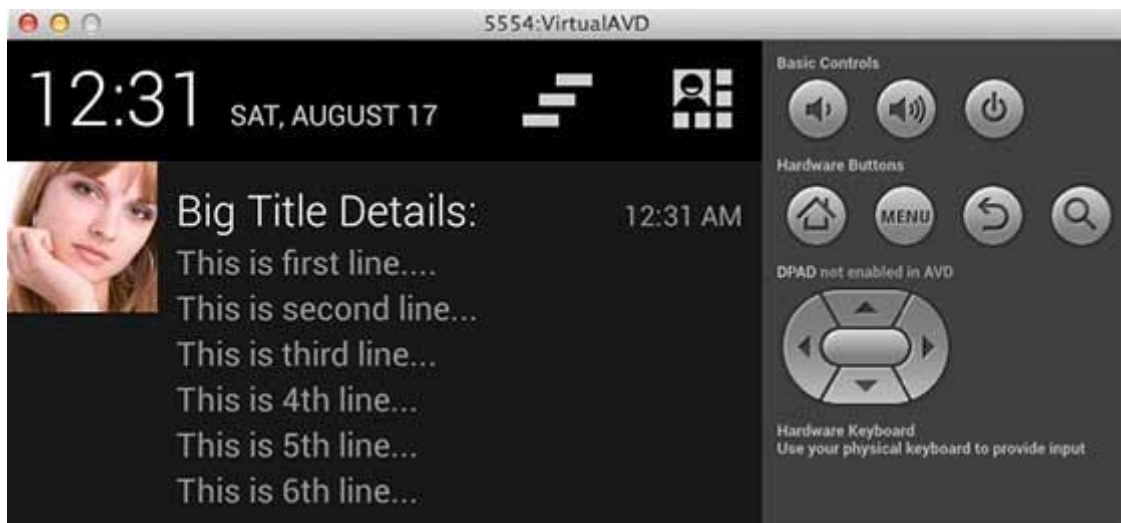 5554:VirtualAVD
12:31 SAT, AUGUST 17
Big Title Details: 12:31 AM
This is first line....
This is second line...
This is third line...
This is 4th line...
This is 5th line...
This is 6th line...
Basic Controls
Hardware Buttons
MENU
DPAD not enabled in AVD
Hardware Keyboard
Use your physical keyboard to provide input